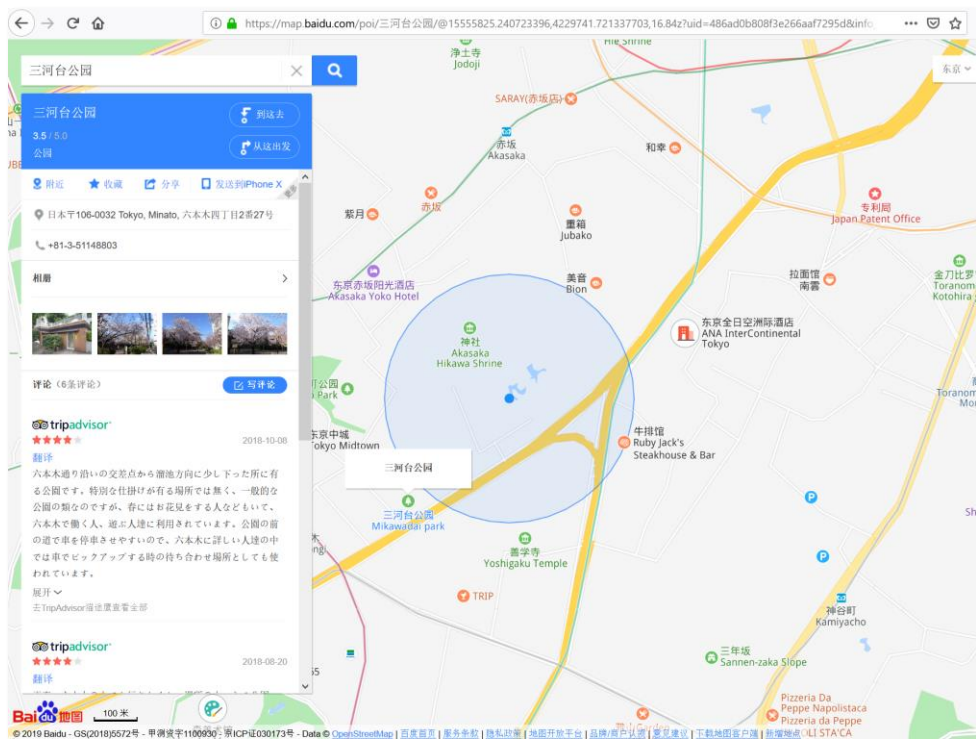 https://map.baidu.com/poi/三河台公园/@15555825.240723396,4229741.721337703,16.84z?uid=486ad0b808f3e266aaf7295d&info
三河台公园
东京
三河台公园
到这去
3.5 / 5.0
公园
从这出发
附近
收藏
分享
发送到iPhone X
日本〒106-0032 Tokyo, Minato, 六本木四丁目2番27号
+81-3-51148803
相册
评论 (6条评论)
写评论
tripadvisor
2018-10-08
翻译
六本木通り沿いの交差点から溜池方向に少し下った所に有
る公園です。特別な仕掛けが有る場所では無く、一般的な
公園の類なのですが、春にはお花見をする人などもいて、
六本木で働く人、遊ぶ人達に利用されています。公園の前
の道で車を停車させやすいので、六本木に詳しい人達の中
では車でピックアップする時の待ち合わせ場所としても使
われています。
展开
去TripAdvisor猫途鹰查看全部
tripadvisor
2018-08-20
翻译
净土寺
Jodoji
Hie Shrine
SARAY(赤坂店)
赤坂
Akasaka
和幸
赤坂
紫月
重箱
Jubako
专利局
Japan Patent Office
东京赤坂阳光酒店
Akasaka Yoko Hotel
美音
Bion
拉面馆
南雲
金刀比罗
Toranom
Kotohira
神社
Akasaka
Hikawa Shrine
东京全日空洲际酒店
ANA InterContinental
Tokyo
町公园
i Park
东京中城
Tokyo Midtown
三河台公园
三河台公园
Mikawadai park
牛排馆
Ruby Jack's
Steakhouse & Bar
Toranom
善学寺
Yoshigaku Temple
TRIP
P
P
Sh
神谷町
Kamiyacho
三年坂
Sannen-zaka Slope
Pizzeria Da
Peppe Napolistaca
Pizzeria da Peppe
Bai du 地图
100 米
© 2019 Baidu - GS(2018)5572号 - 甲测资字1100930 - 京ICP证030173号 - Data © OpenStreetMap | 百度首页 | 服务条款 | 隐私政策 | 地图开放平台 | 品牌/商户认领 | 意见建议 | 下载地图客户端 | 新增地点